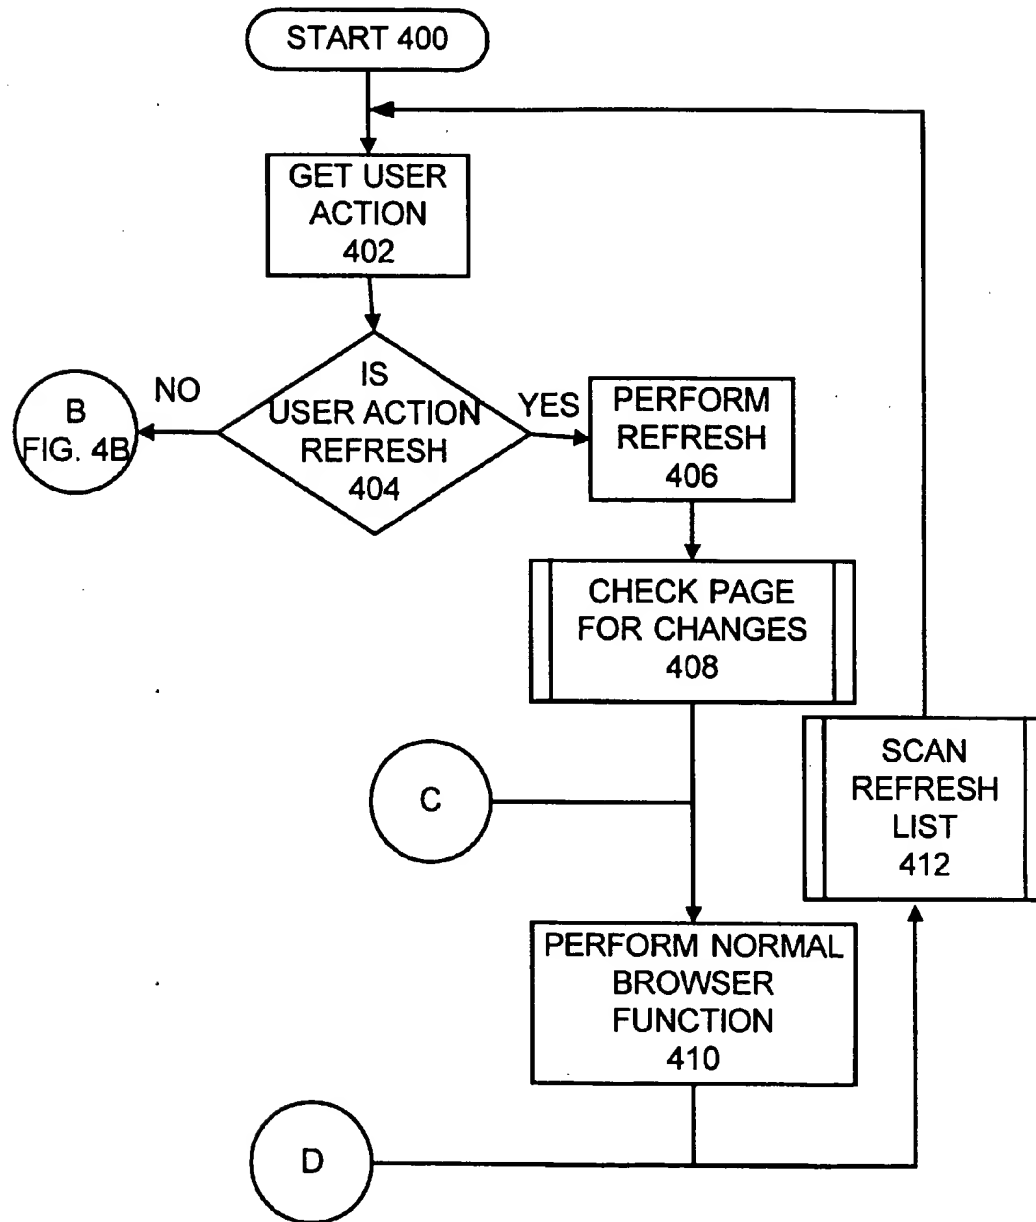 START 400
GET USER
ACTION
402
IS
USER ACTION
REFRESH
404
NO
B
FIG. 4B
YES
PERFORM
REFRESH
406
CHECK PAGE
FOR CHANGES
408
C
SCAN
REFRESH
LIST
412
PERFORM NORMAL
BROWSER
FUNCTION
410
D